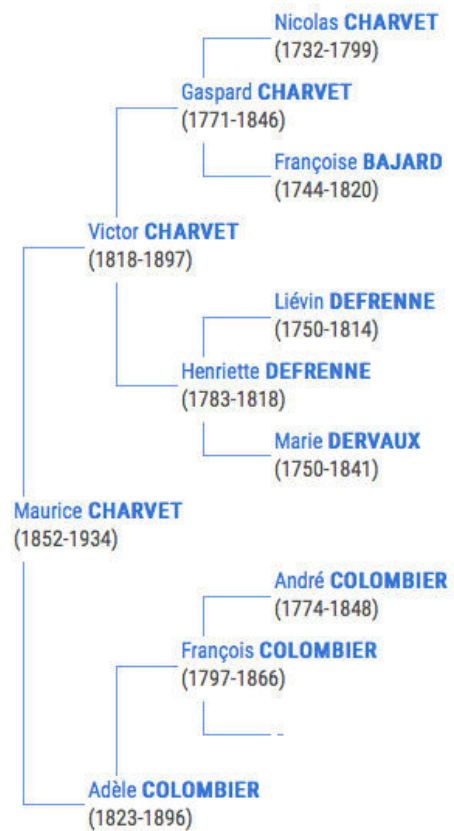 Nicolas CHARVET
(1732-1799)
Gaspard CHARVET
(1771-1846)
Françoise BAJARD
(1744-1820)
Victor CHARVET
(1818-1897)
Liévin DEFRENNE
(1750-1814)
Henriette DEFRENNE
(1783-1818)
Marie DERVAUX
(1750-1841)
Maurice CHARVET
(1852-1934)
André COLOMBIER
(1774-1848)
François COLOMBIER
(1797-1866)
-
Adèle COLOMBIER
(1823-1896)